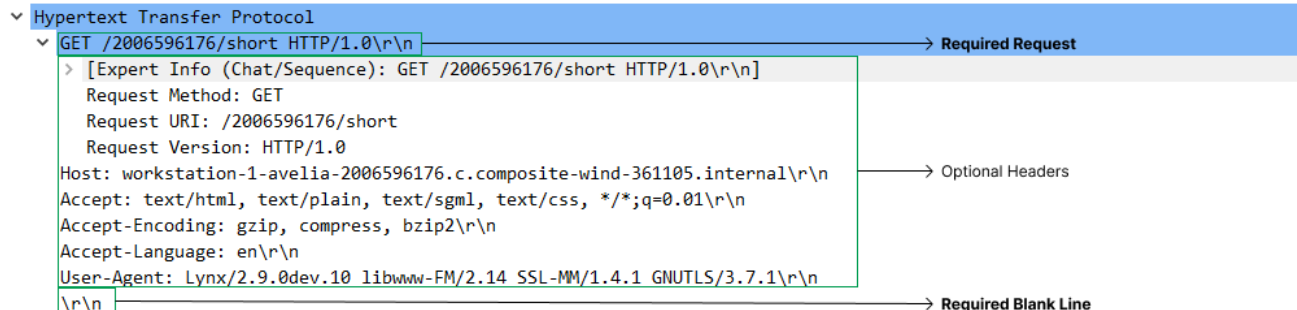 Hypertext Transfer Protocol
GET /2006596176/short HTTP/1.0\r\n Required Request
[Expert Info (Chat/Sequence): GET /2006596176/short HTTP/1.0\r\n]
Request Method: GET
Request URI: /2006596176/short
Request Version: HTTP/1.0
Host: workstation-1-avelia-2006596176.c.composite-wind-361105.internal\r\n Optional Headers
Accept: text/html, text/plain, text/sgml, text/css, */*;q=0.01\r\n
Accept-Encoding: gzip, compress, bzip2\r\n
Accept-Language: en\r\n
User-Agent: Lynx/2.9.0dev.10 libwww-FM/2.14 SSL-MM/1.4.1 GNUTLS/3.7.1\r\n
\r\n Required Blank Line